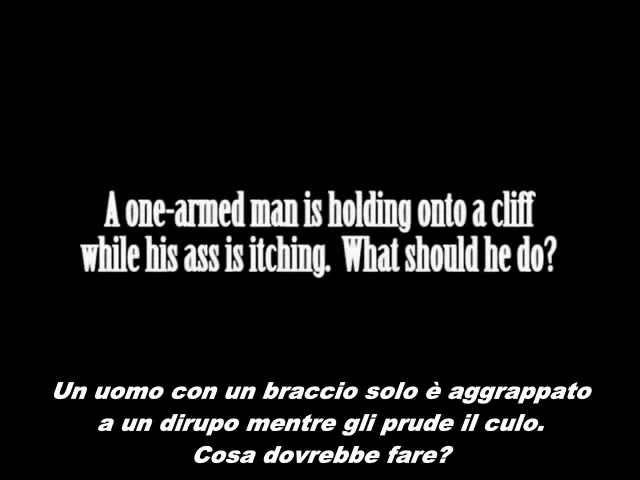 A one-armed man is holding onto a cliff
while his ass is itching. What should he do?
Un uomo con un braccio solo è aggrappato
a un dirupo mentre gli prude il culo.
Cosa dovrebbe fare?